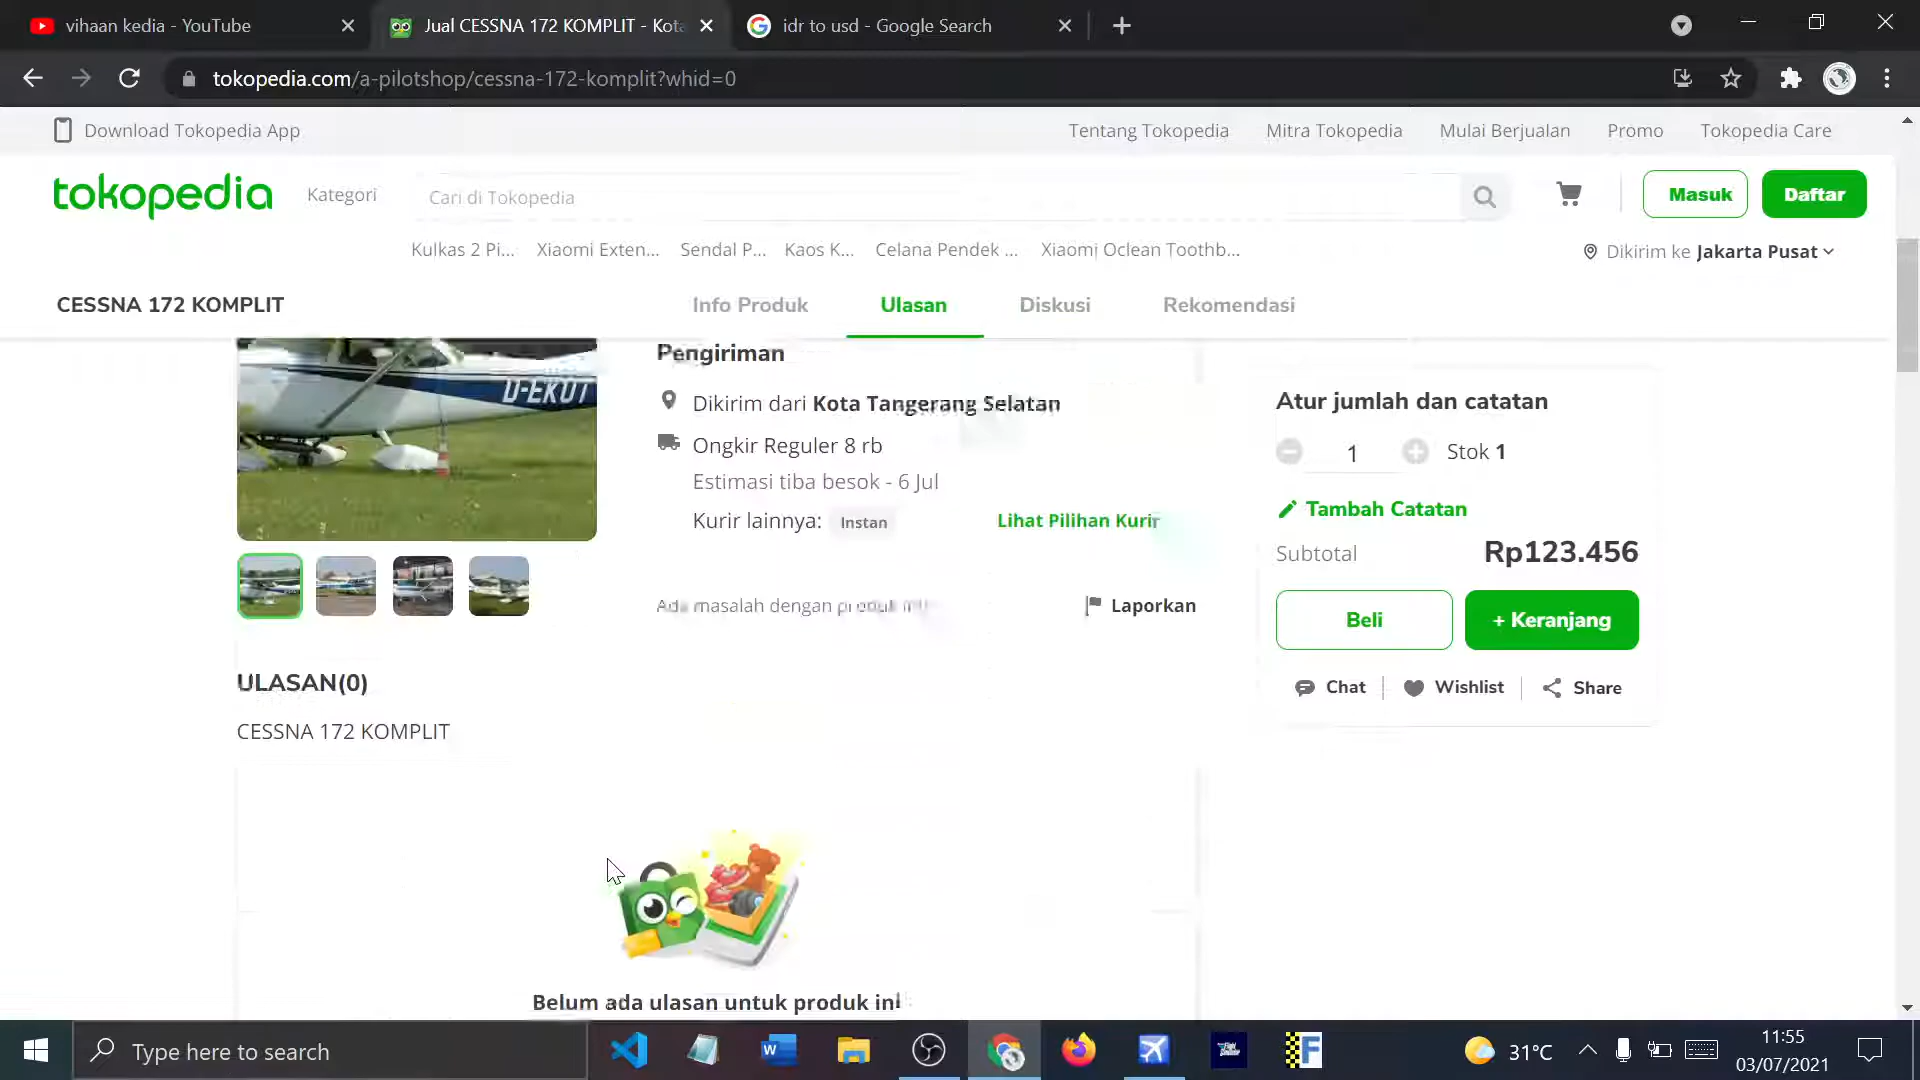 vihaan kedia - YouTube
Jual CESSNA 172 KOMPLIT - Kota
idr to usd - Google Search
tokopedia.com/a-pilotshop/cessna-172-komplit?whid=0
Download Tokopedia App
Tentang Tokopedia
Mitra Tokopedia
Mulai Berjualan
Promo
Tokopedia Care
tokopedia
Kategori
Cari di Tokopedia
Masuk
Daftar
Kulkas 2 Pi...
Xiaomi Exten...
Sendal P...
Kaos K...
Celana Pendek ...
Xiaomi Oclean Toothb...
Dikirim ke Jakarta Pusat
CESSNA 172 KOMPLIT
Info Produk
Ulasan
Diskusi
Rekomendasi
D-EKUT
Pengiriman
Dikirim dari Kota Tangerang Selatan
Ongkir Reguler 8 rb
Estimasi tiba besok - 6 Jul
Kurir lainnya: Instan
Lihat Pilihan Kurir
Ada masalah dengan produk ini?
Laporkan
Atur jumlah dan catatan
1
Stok 1
Tambah Catatan
Subtotal
Rp123.456
Beli
+ Keranjang
Chat
Wishlist
Share
ULASAN(0)
CESSNA 172 KOMPLIT
Belum ada ulasan untuk produk ini
Type here to search
31°C
11:55
03/07/2021